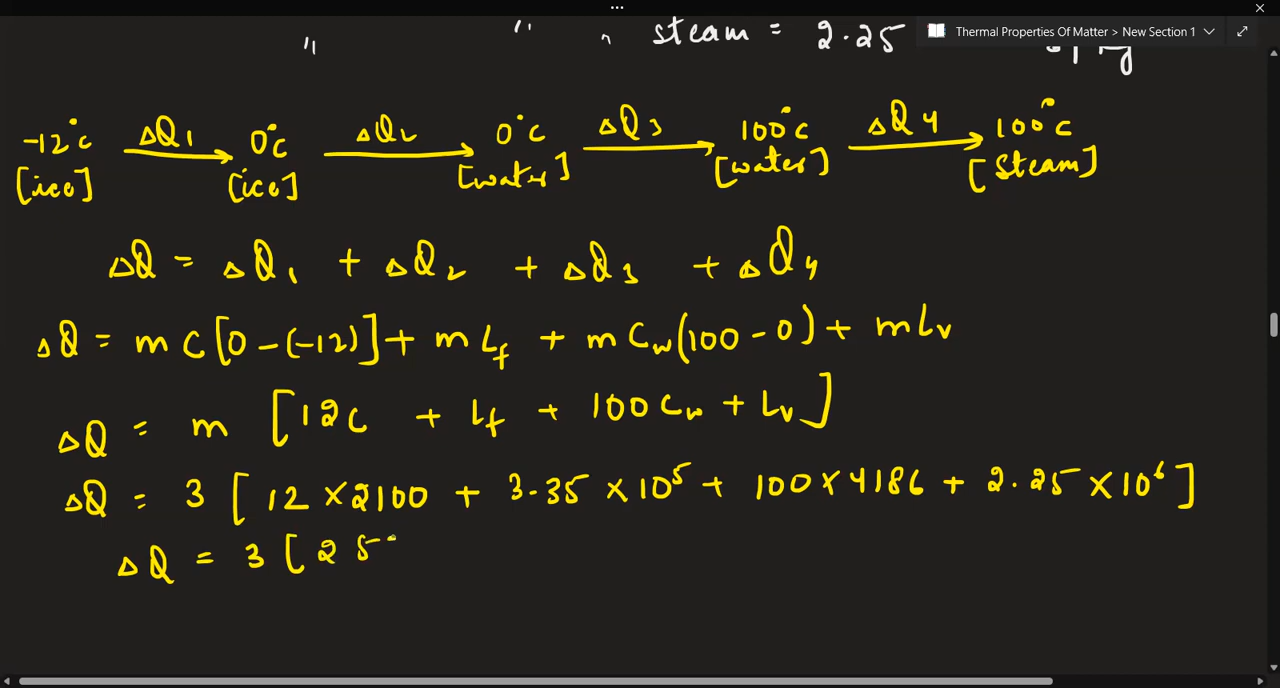 Thermal Properties Of Matter > New Section 1
" " " steam = 2.25
-12°C ΔQ1 0°C ΔQ2 0°C ΔQ3 100°C ΔQ4 100°C
[ice] [ice] [water] [water] [steam]
ΔQ = ΔQ1 + ΔQ2 + ΔQ3 + ΔQ4
ΔQ = mC[0-(-12)] + mLf + mCw(100-0) + mLv
ΔQ = m [12C + Lf + 100Cw + Lv]
ΔQ = 3 [12 × 2100 + 3.35 × 10⁵ + 100 × 4186 + 2.25 × 10⁶]
ΔQ = 3 [25